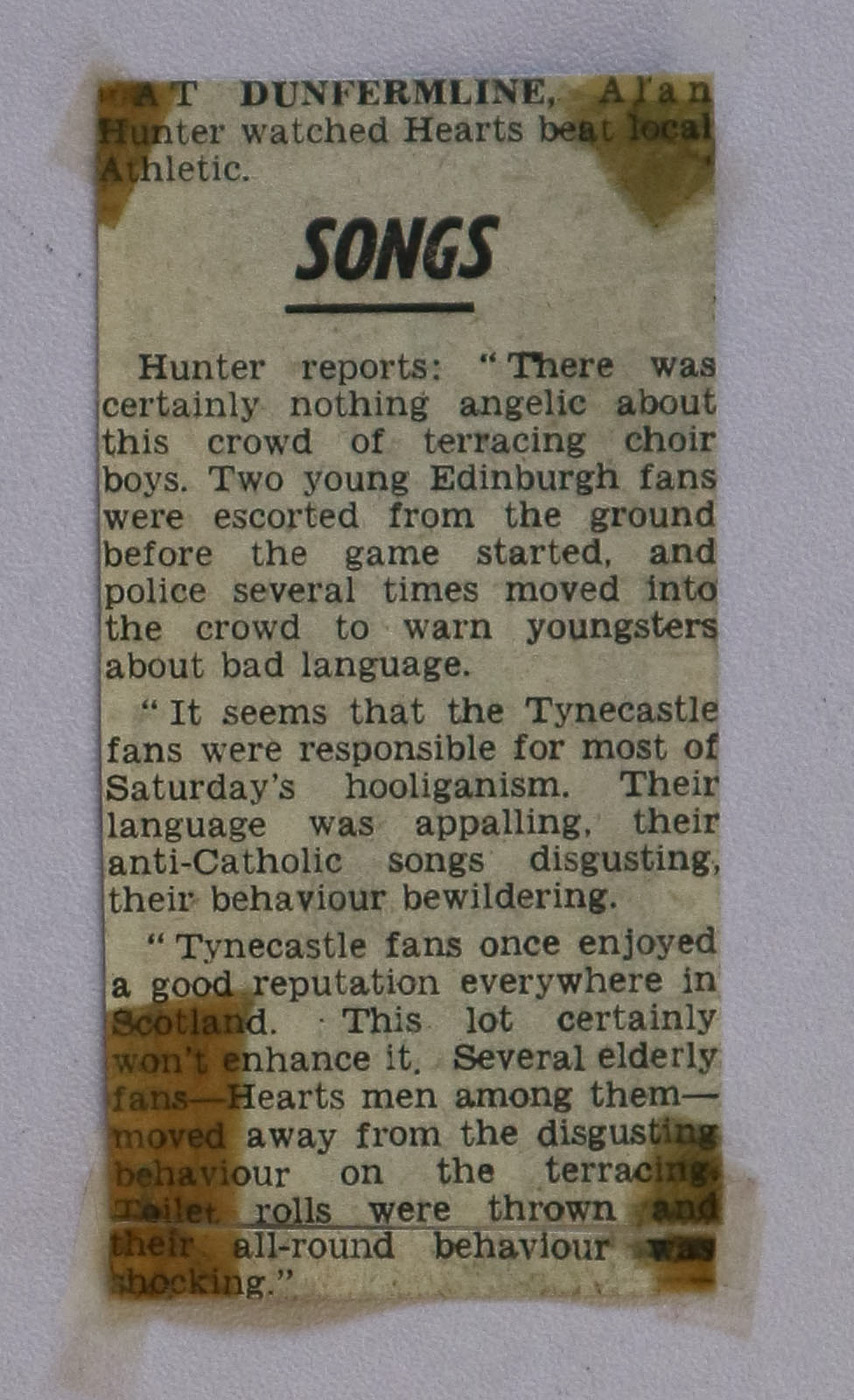 AT DUNFERMLINE, Alan
Hunter watched Hearts beat local
Athletic.
SONGS
Hunter reports: “There was
certainly nothing angelic about
this crowd of terracing choir
boys. Two young Edinburgh fans
were escorted from the ground
before the game started, and
police several times moved into
the crowd to warn youngsters
about bad language.
“It seems that the Tynecastle
fans were responsible for most of
Saturday’s hooliganism. Their
language was appalling, their
anti-Catholic songs disgusting,
their behaviour bewildering.
“Tynecastle fans once enjoyed
a good reputation everywhere in
Scotland. This lot certainly
won’t enhance it. Several elderly
fans—Hearts men among them—
moved away from the disgusting
behaviour on the terracing.
Toilet rolls were thrown and
their all-round behaviour was
shocking.”